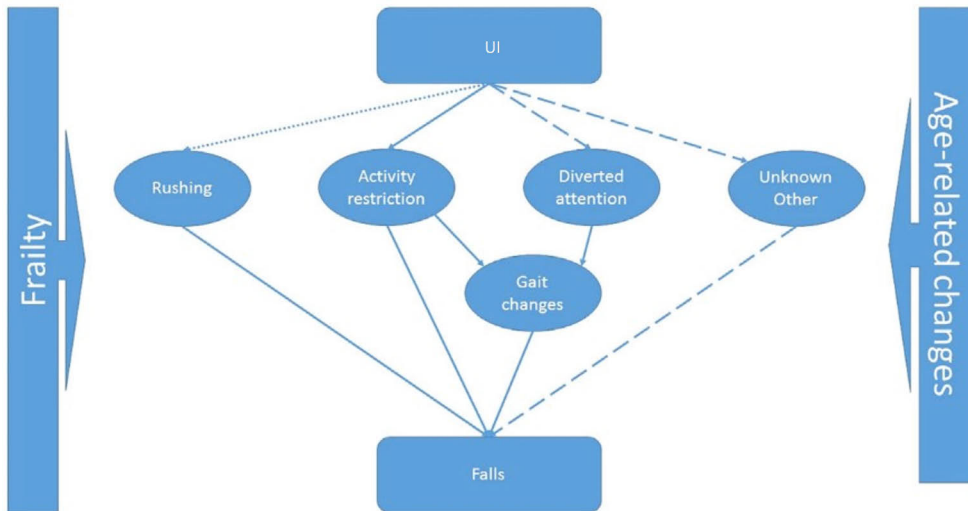 UI
Rushing
Activity
restriction
Diverted
attention
Unknown
Other
Gait
changes
Falls
Frailty
Age-related changes